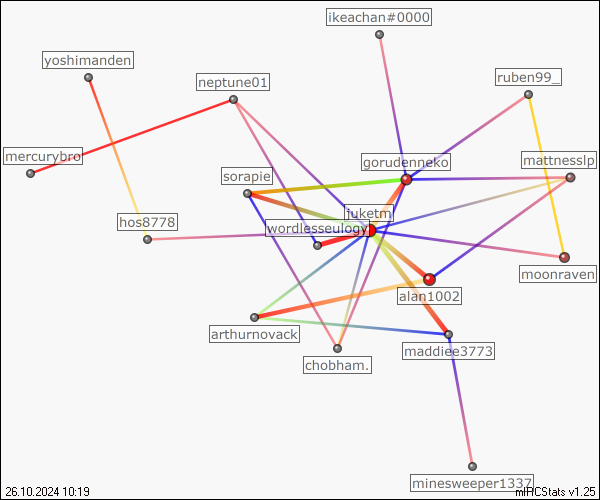 ikeachan#0000
yoshimanden
neptune01
ruben99_
mercurybro
gorudenneko
mattnesslp
sorapie
juketm
hos8778
wordlesseulogy
moonraven
alan1002
arthurnovack
maddiee3773
chobham.
minesweeper1337
26.10.2024 10:19
mIRCStats v1.25